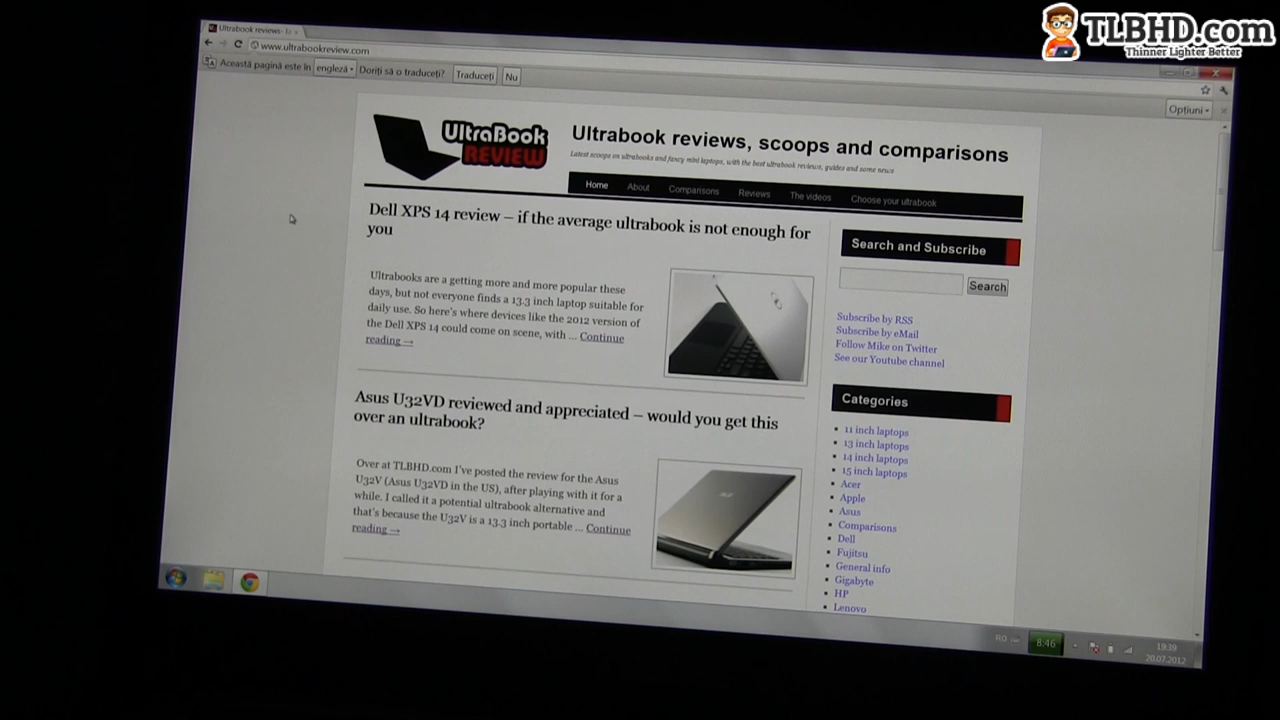 TLBHD.com
Thinner Lighter Better
Ultrabook reviews-
www.ultrabookreview.com
Această pagină este în engleză Doriţi să o traduceţi? Traduceţi Nu
Opţiuni
UltraBook
REVIEW
Ultrabook reviews, scoops and comparisons
Latest scoops on ultrabooks and fancy mini laptops, with the best ultrabook reviews, guides and some news
Home About Comparisons Reviews The videos Choose your ultrabook
Dell XPS 14 review – if the average ultrabook is not enough for
you
Ultrabooks are a getting more and more popular these
days, but not everyone finds a 13.3 inch laptop suitable for
daily use. So here's where devices like the 2012 version of
the Dell XPS 14 could come on scene, with ... Continue
reading →
Asus U32VD reviewed and appreciated – would you get this
over an ultrabook?
Over at TLBHD.com I've posted the review for the Asus
U32V (Asus U32VD in the US), after playing with it for a
while. I called it a potential ultrabook alternative and
that's because the U32V is a 13.3 inch portable ... Continue
reading →
Search and Subscribe
Search
Subscribe by RSS
Subscribe by eMail
Follow Mike on Twitter
See our Youtube channel
Categories
11 inch laptops
13 inch laptops
14 inch laptops
15 inch laptops
Acer
Apple
Asus
Comparisons
Dell
Fujitsu
General info
Gigabyte
HP
Lenovo
RO
8:46
19:39
20.07.2012